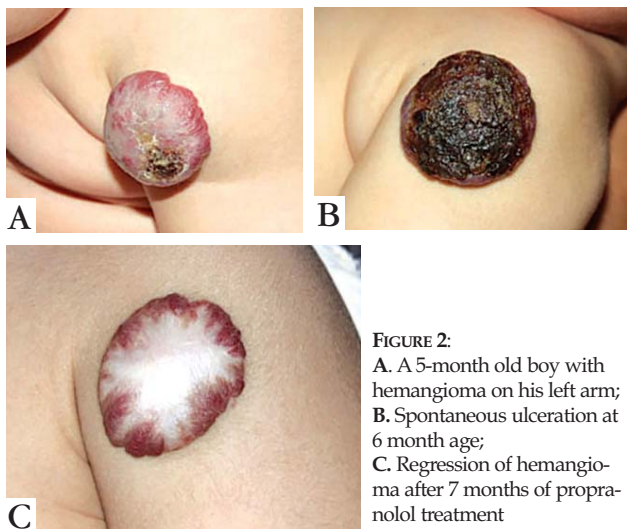 A
B
C
FIGURE 2:
A. A 5-month old boy with
hemangioma on his left arm;
B. Spontaneous ulceration at
6 month age;
C. Regression of hemangio-
ma after 7 months of propra-
nolol treatment